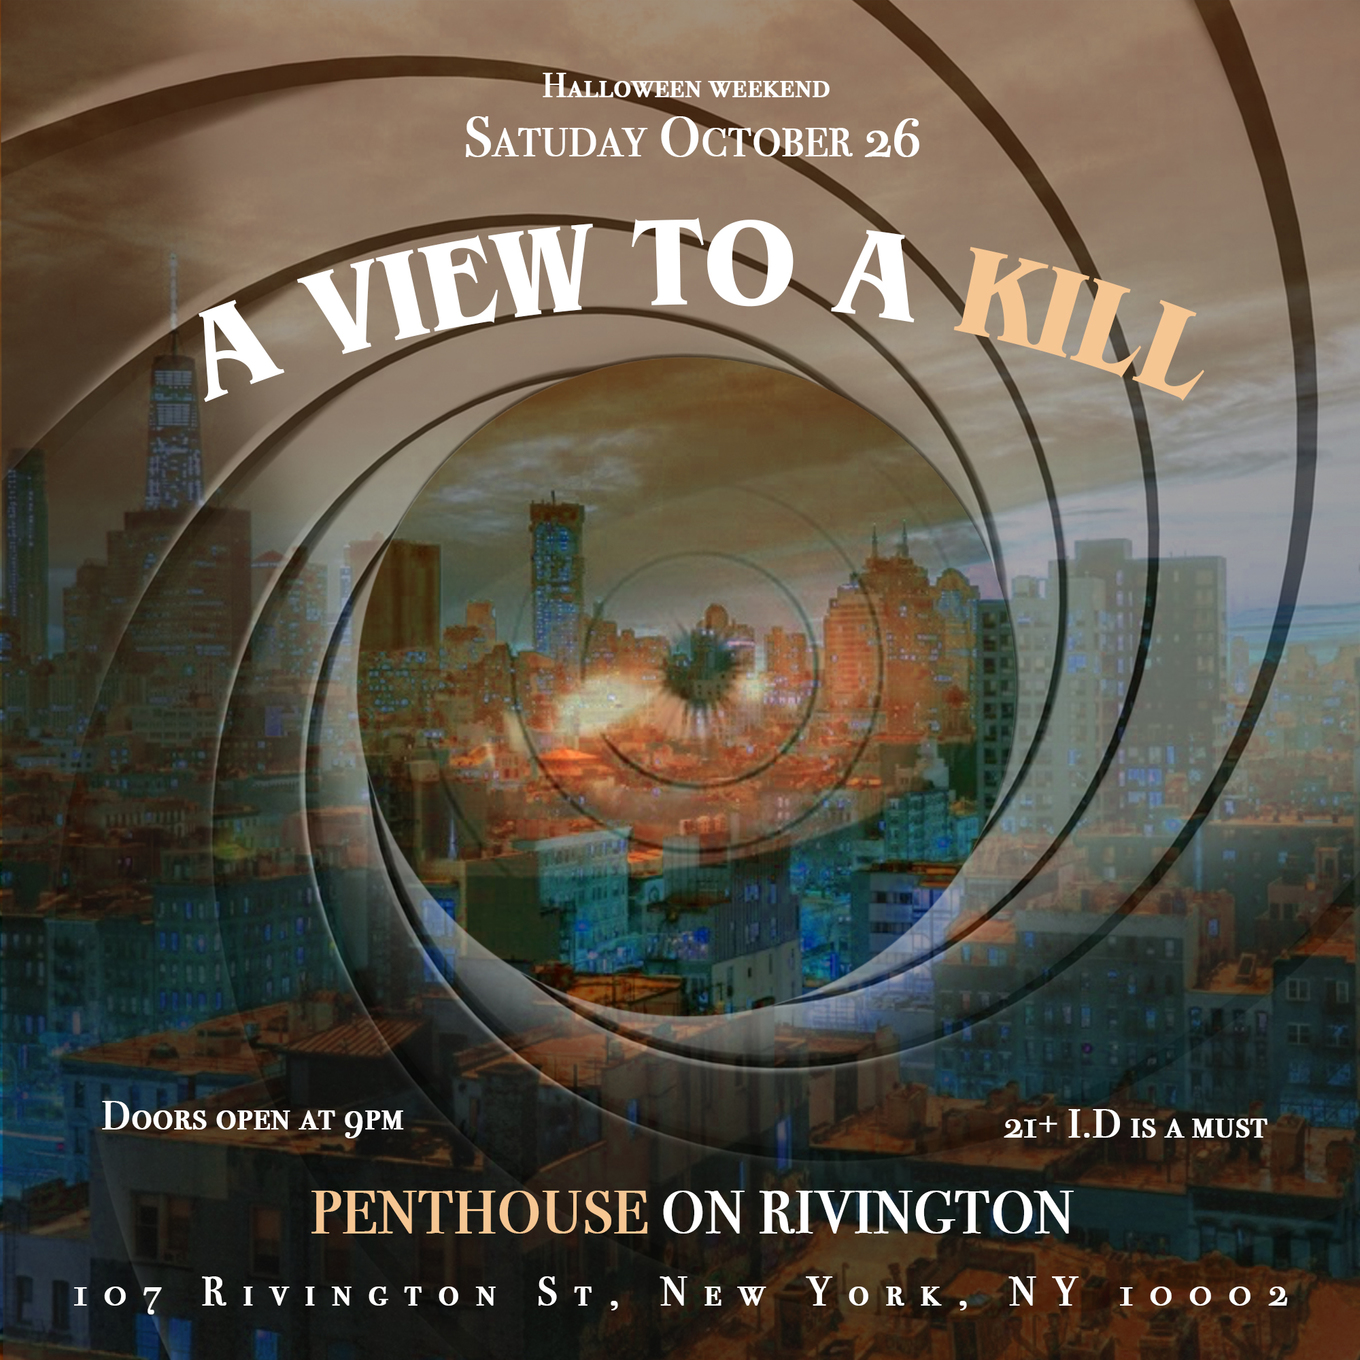 Halloween weekend
Satuday October 26
A VIEW TO A KILL
Doors open at 9pm
21+ I.D is a must
PENTHOUSE ON RIVINGTON
107 Rivington St, New York, NY 10002